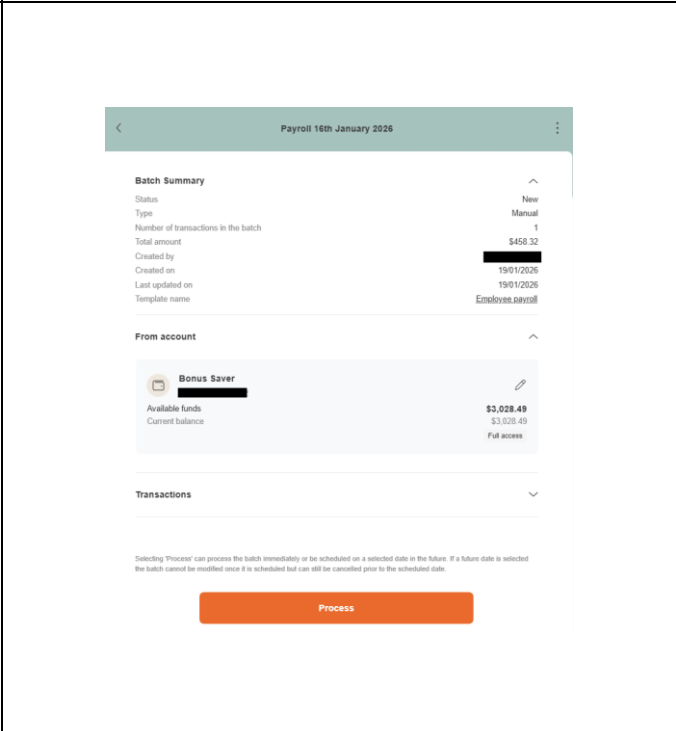 Payroll 16th January 2026
Batch Summary
Status New
Type Manual
Number of transactions in the batch 1
Total amount $458.32
Created by
Created on 19/01/2026
Last updated on 19/01/2026
Template name Employee payroll
From account
Bonus Saver
Available funds $3,028.49
Current balance $3,028.49
Full access
Transactions
Selecting 'Process' can process the batch immediately or be scheduled on a selected date in the future. If a future date is selected
the batch cannot be modified once it is scheduled but can still be cancelled prior to the scheduled date.
Process